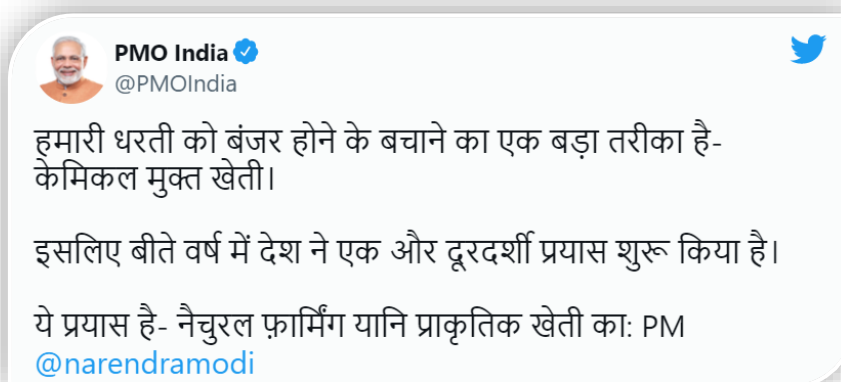 PMO India
@PMOIndia
हमारी धरती को बंजर होने के बचाने का एक बड़ा तरीका है-
केमिकल मुक्त खेती।
इसलिए बीते वर्ष में देश ने एक और दूरदर्शी प्रयास शुरू किया है।
ये प्रयास है- नैचुरल फ़ार्मिंग यानि प्राकृतिक खेती का: PM
@narendramodi